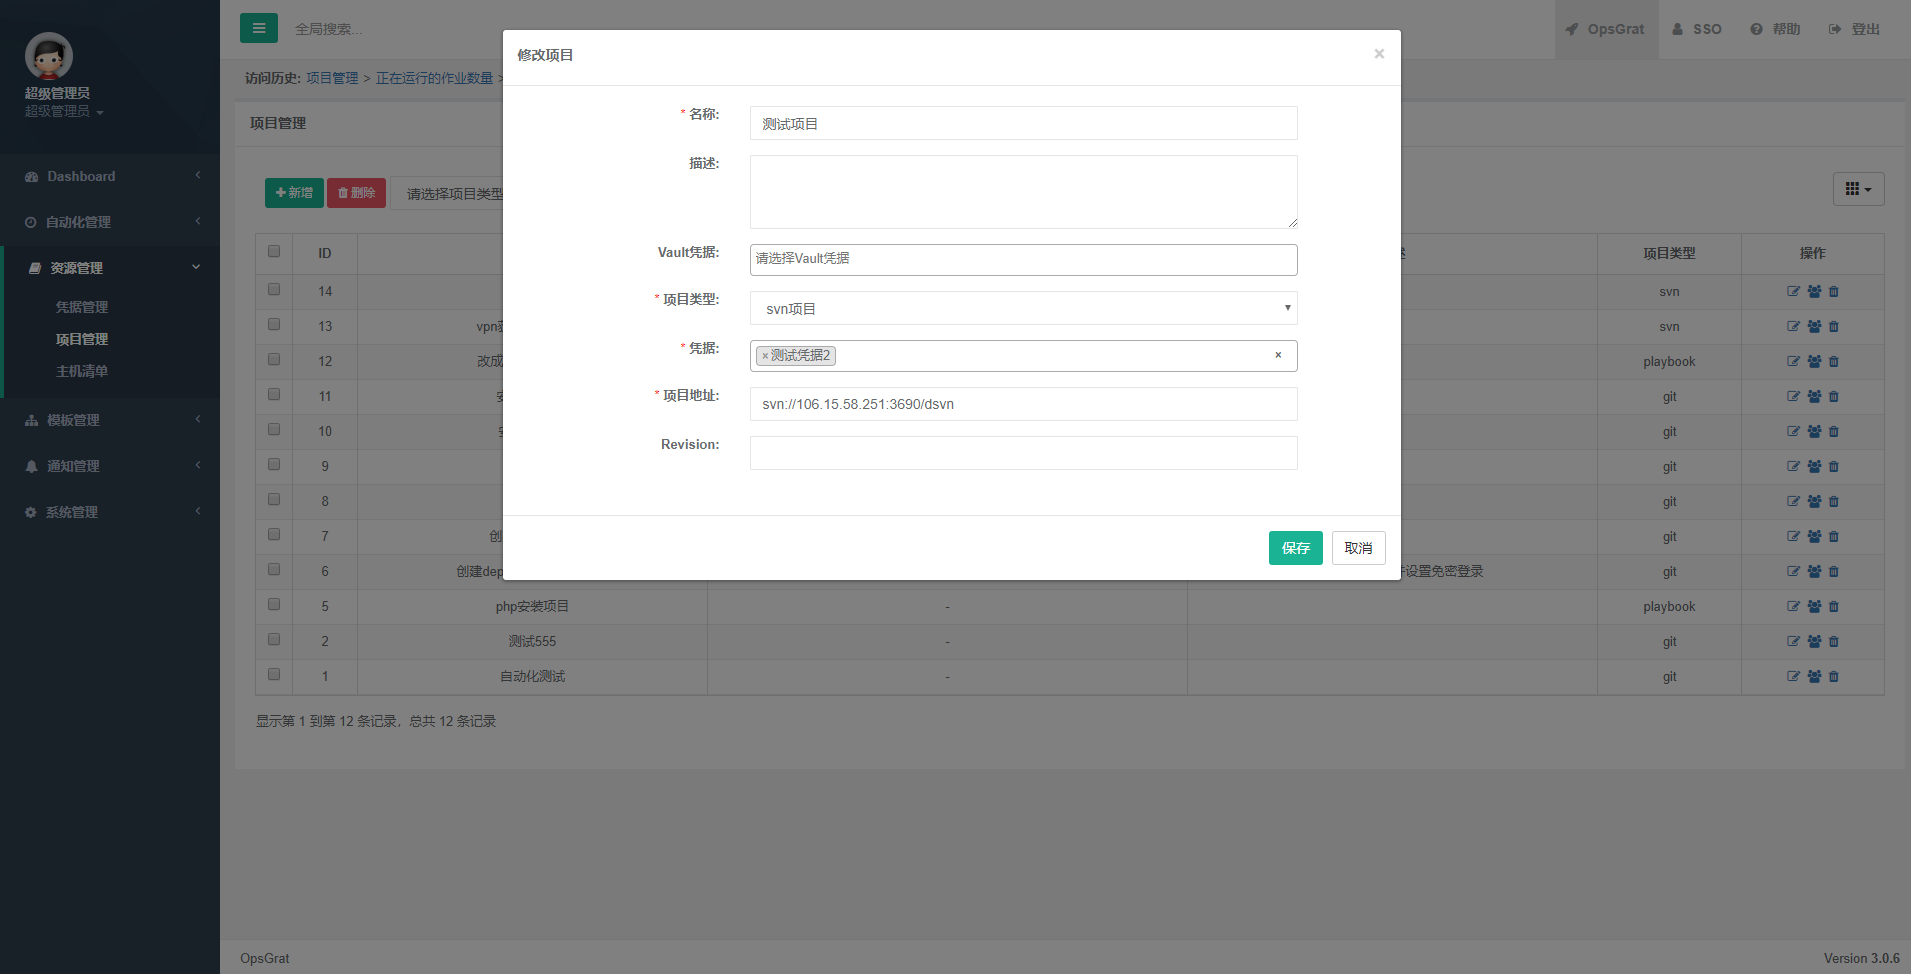 全局搜索...
OpsGrat
SSO
帮助
登出
超级管理员
超级管理员
Dashboard
自动化管理
资源管理
凭据管理
项目管理
主机清单
模板管理
通知管理
系统管理
访问历史: 项目管理 > 正在运行的作业数量 >
项目管理
新增 删除 请选择项目类型
修改项目 ×
* 名称: 测试项目
描述:
Vault凭据: 请选择Vault凭据
* 项目类型: svn项目
* 凭据: ×测试凭据2 ×
* 项目地址: svn://106.15.58.251:3690/dsvn
Revision:
保存 取消
ID 项目类型 操作
14 svn
13 vpn svn
12 改成 playbook
11 git
10 git
9 git
8 git
7 创 git
6 创建dep 设置免密登录 git
5 php安装项目 - playbook
2 测试555 - git
1 自动化测试 - git
显示第 1 到第 12 条记录，总共 12 条记录
OpsGrat
Version 3.0.6